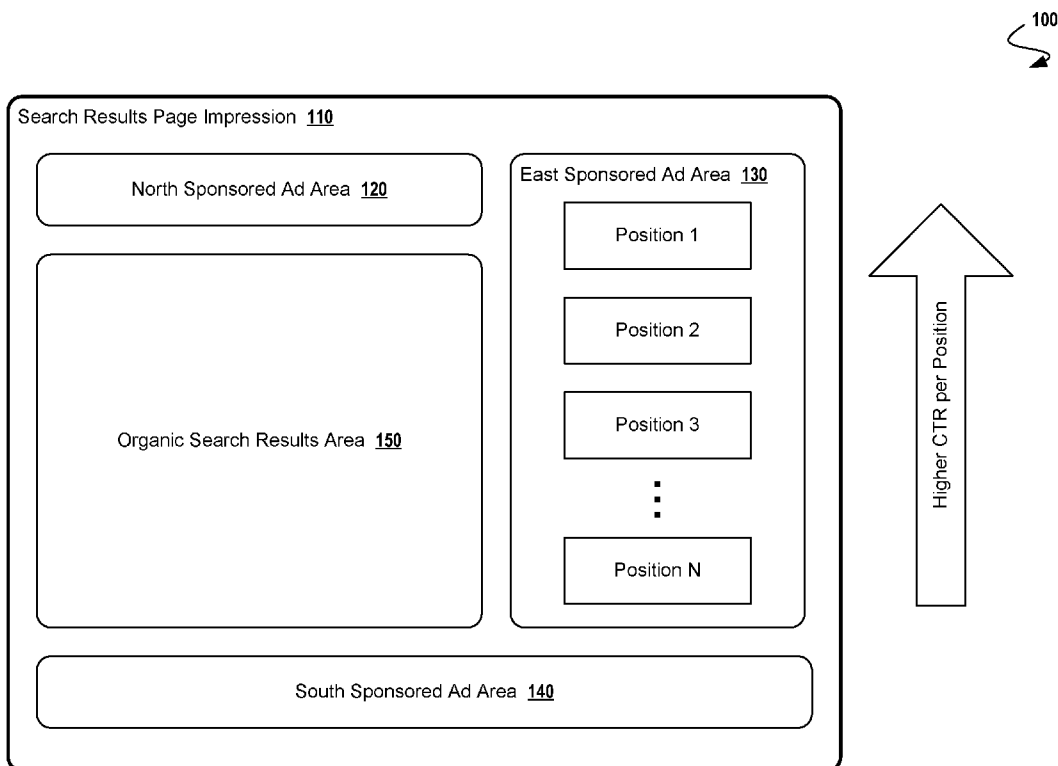 100
Search Results Page Impression 110
North Sponsored Ad Area 120
East Sponsored Ad Area 130
Position 1
Position 2
Position 3
Position N
Organic Search Results Area 150
South Sponsored Ad Area 140
Higher CTR per Position